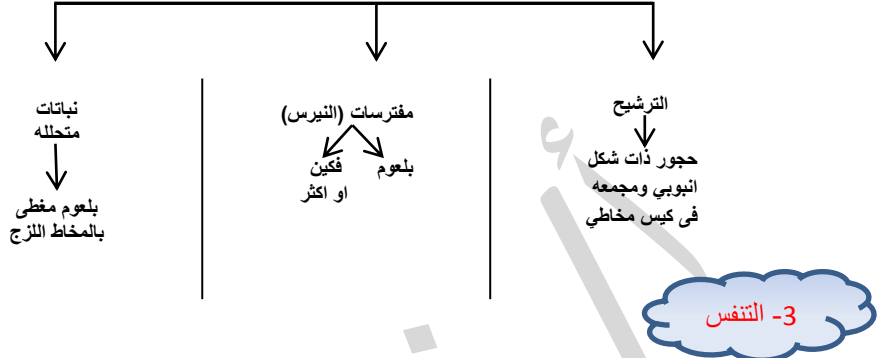 الترشيح
حجور ذات شكل
انبوبي ومجمعه
فى كيس مخاطي
مفترسات (النيرس)
بلعوم
فكين
او اكثر
نباتات
متحلله
بلعوم مغطى
بالمخاط اللزج
3- التنفس